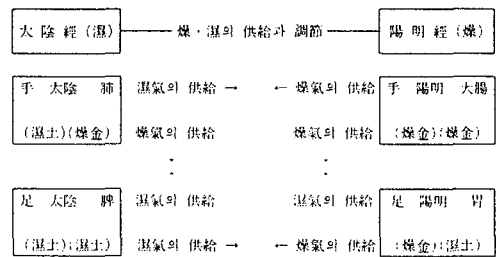 太陰經(濕) 燥·濕의 供給과 調節 陽明經(燥)
手 太陰 肺 濕氣의 供給 → ← 燥氣의 供給 手 陽明 大腸
(濕土)(燥金) 燥氣의 供給 燥氣의 供給 (燥金)(燥金)
足 太陰 脾 濕氣의 供給 濕氣의 供給 足 陽明 胃
(濕土)(濕土) 濕氣의 供給 → ← 燥氣의 供給 (燥金)(濕土)